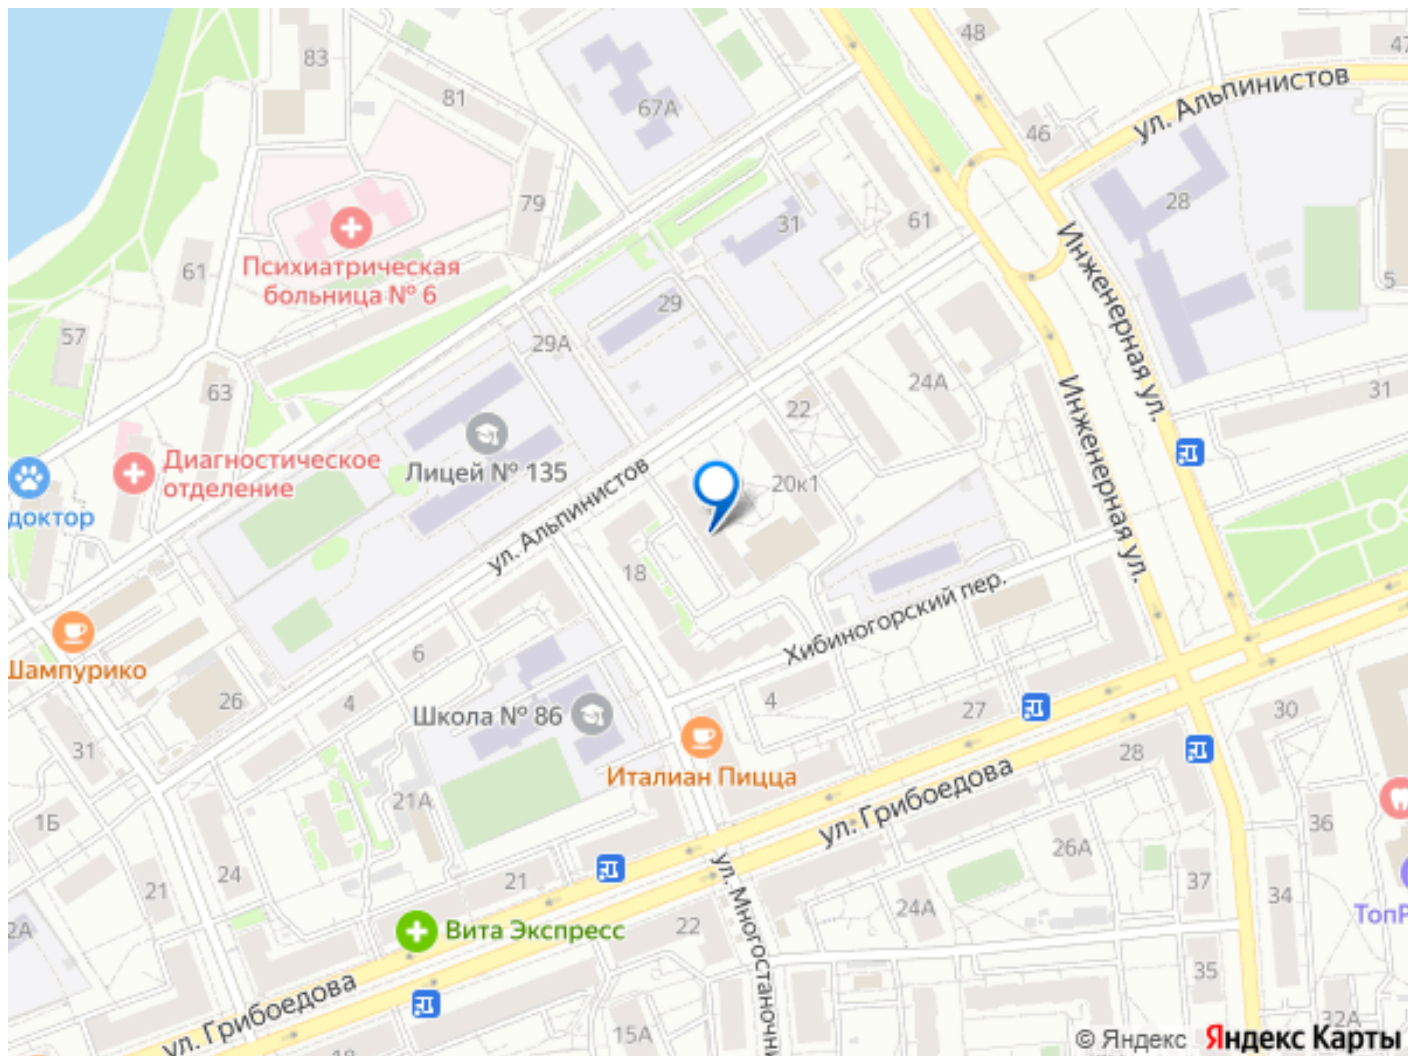 48
47
83
81
ул. Альпинистов
67А
46
79
28
31
61
Инженерная ул.
Психиатрическая
больница № 6
61
5
29
57
29А
24А
31
63
22
Инженерная ул.
Диагностическое
отделение
Лицей № 135
20к1
доктор
ул. Альпинистов
18
Хибиногорский пер.
Шампурико
6
26
4
Школа № 86
4
27
30
31
Италиан Пицца
28
ул. Грибоедова
21А
1Б
36
26А
24
21
21
37
34
24А
2А
Вита Экспресс
22
ул. Многостаночни
ТопР
35
ул. Грибоедова
15А
32А
18
© Яндекс Яндекс Карты